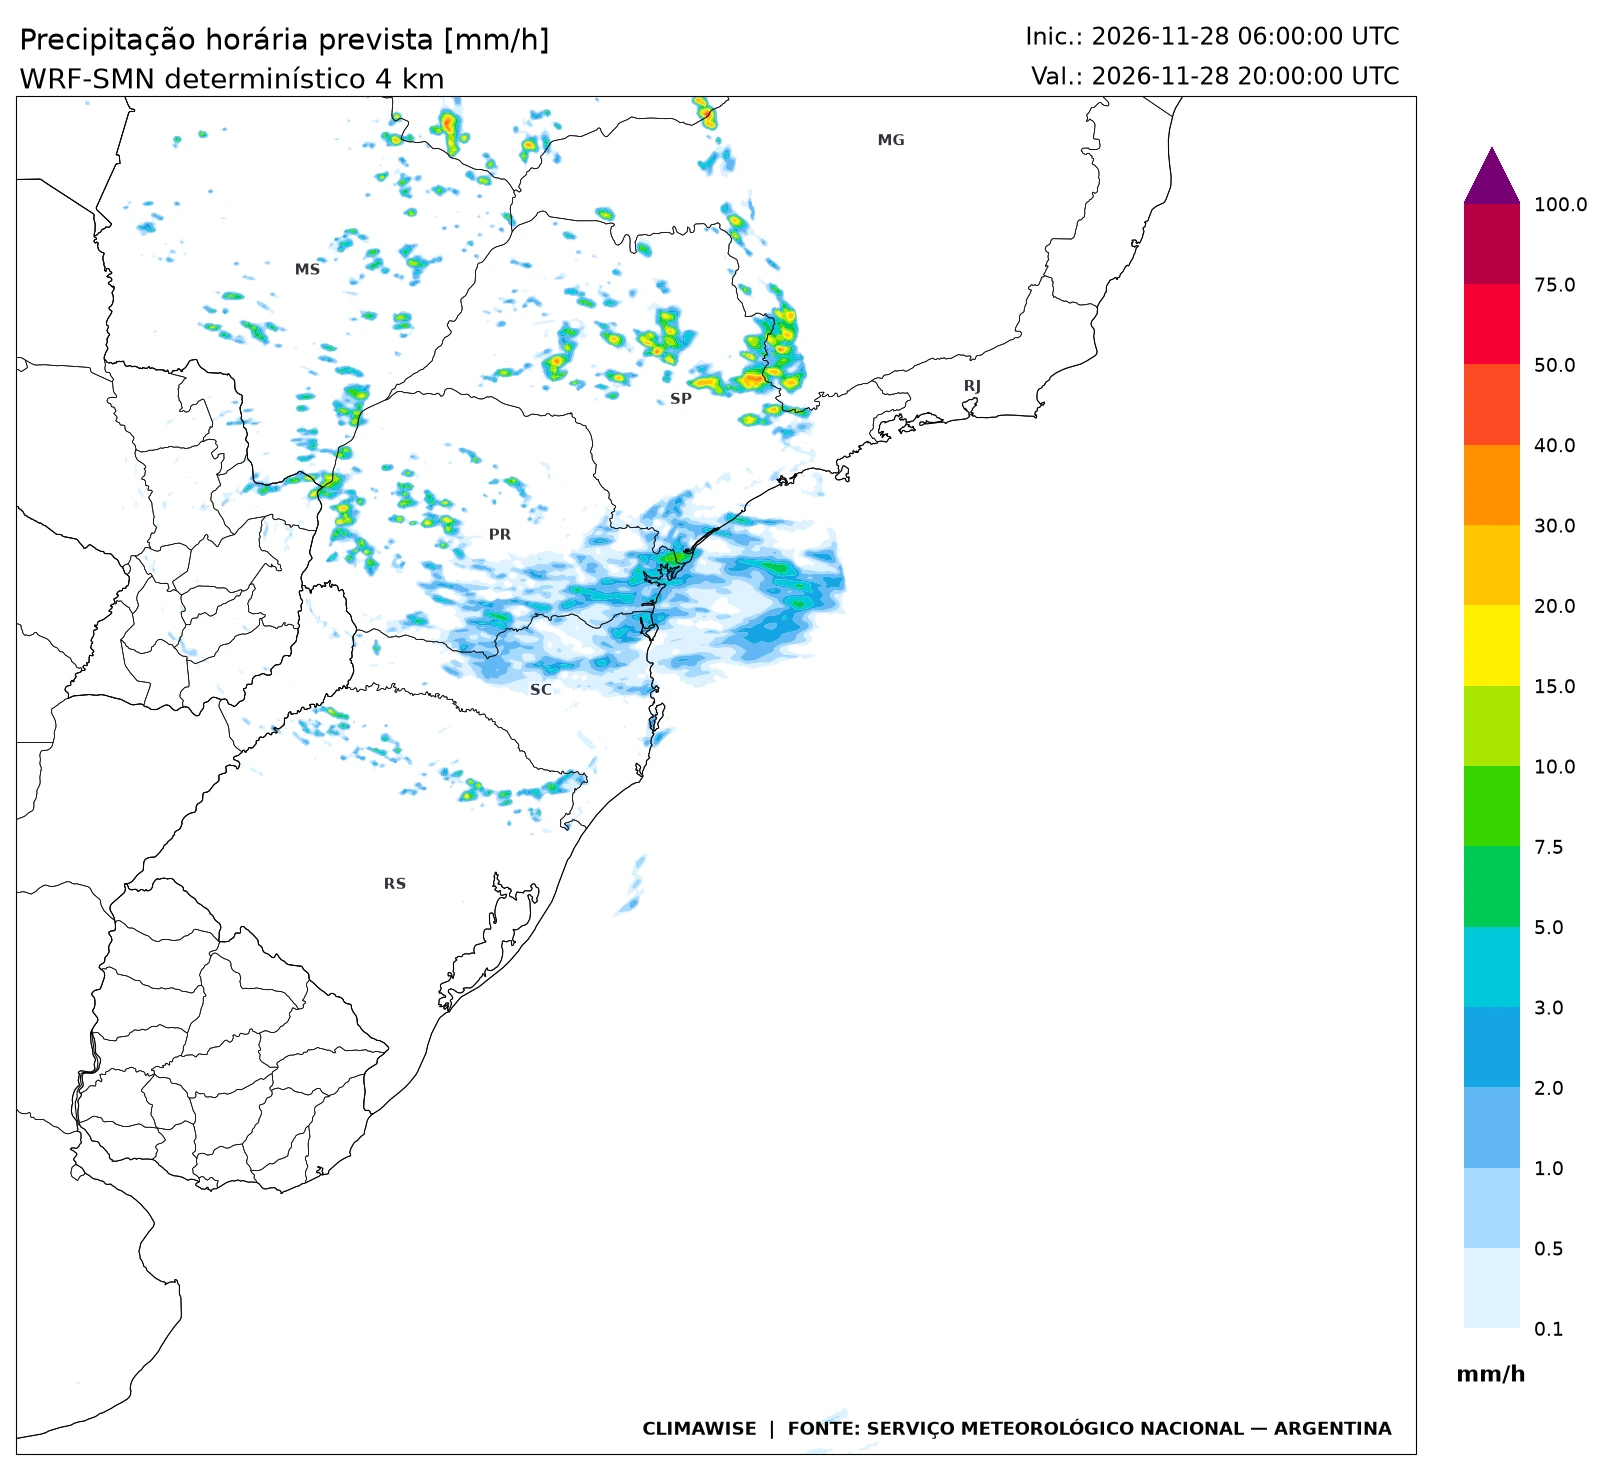 Precipitação horária prevista [mm/h]
WRF-SMN determinístico 4 km
Inic.: 2026-11-28 06:00:00 UTC
Val.: 2026-11-28 20:00:00 UTC
MG
MS
SP
RJ
PR
SC
RS
100.0
75.0
50.0
40.0
30.0
20.0
15.0
10.0
7.5
5.0
3.0
2.0
1.0
0.5
0.1
mm/h
CLIMAWISE | FONTE: SERVIÇO METEOROLÓGICO NACIONAL — ARGENTINA